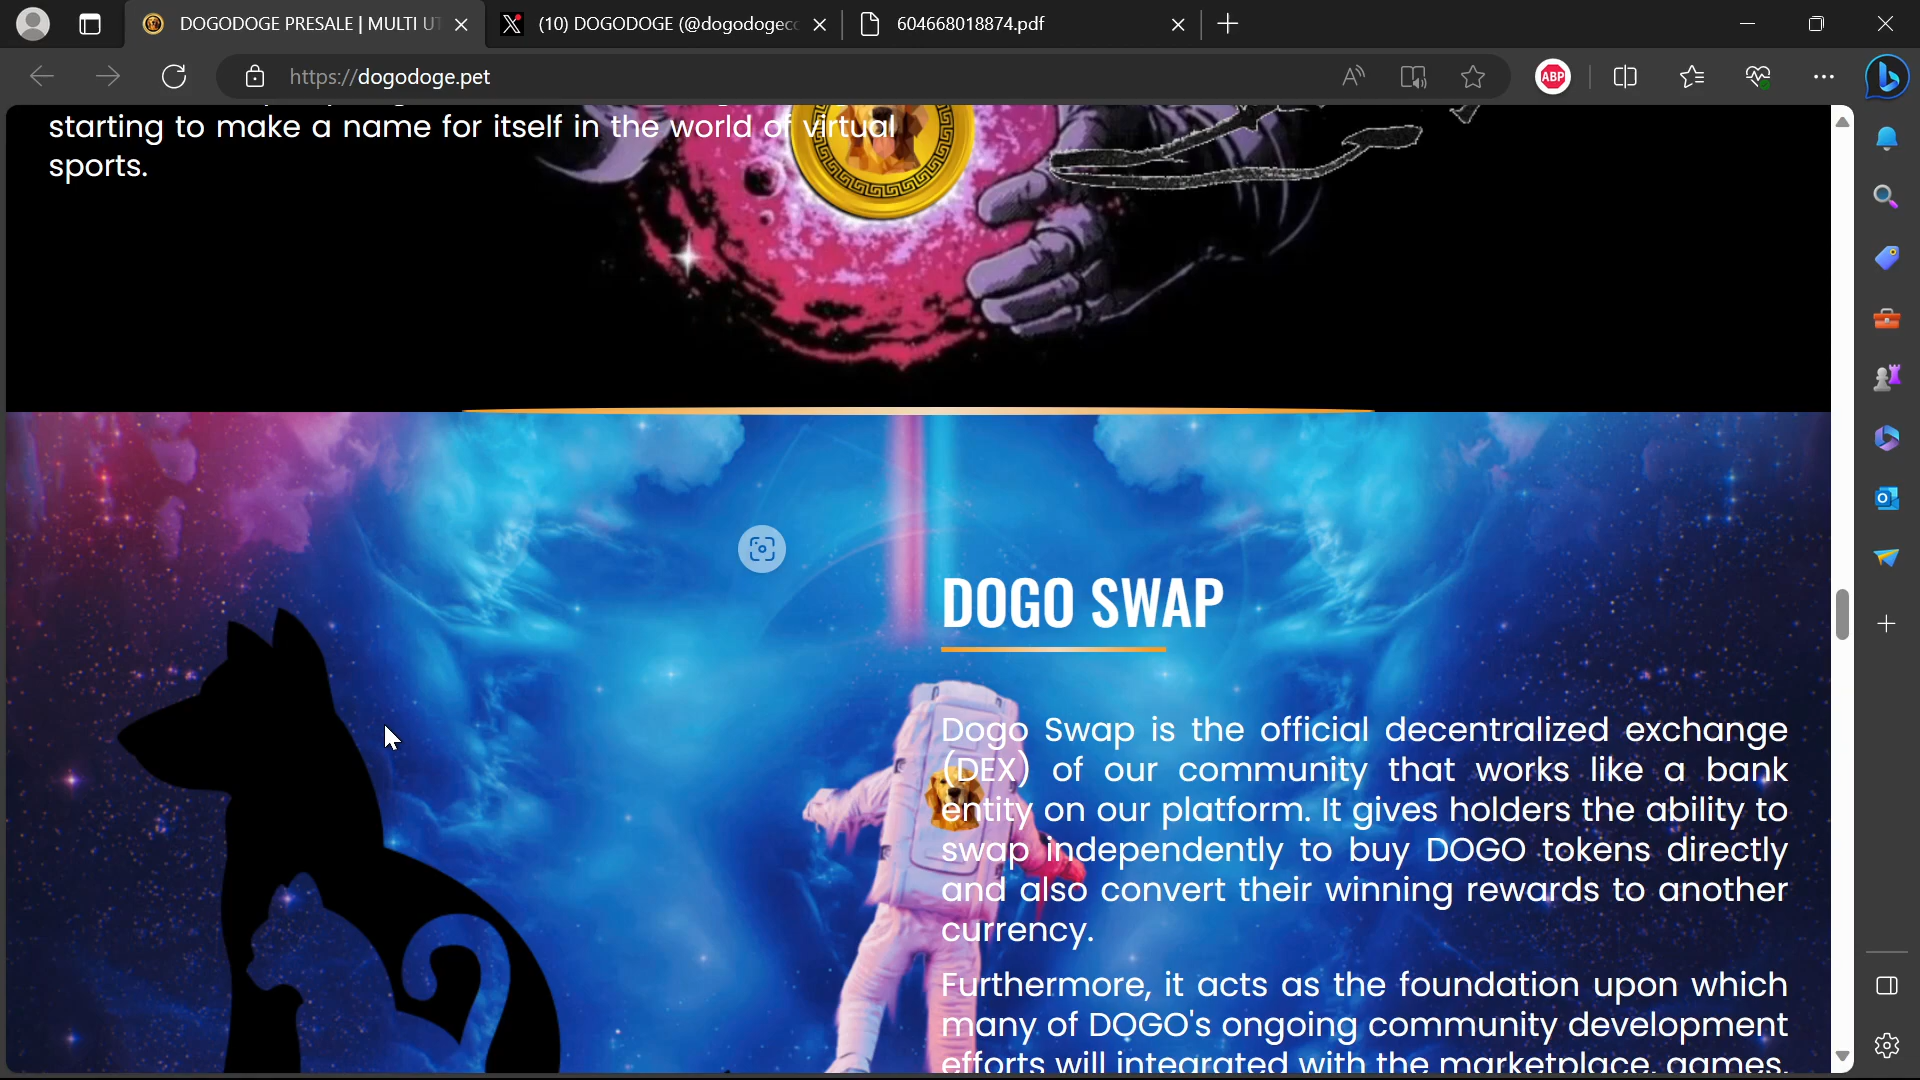 DOGODOGE PRESALE | MULTI UT
(10) DOGODOGE (@dogodogecc
604668018874.pdf
https://dogodoge.pet
ABP
starting to make a name for itself in the world of virtual
sports.
DOGO SWAP
Dogo Swap is the official decentralized exchange
(DEX) of our community that works like a bank
entity on our platform. It gives holders the ability to
swap independently to buy DOGO tokens directly
and also convert their winning rewards to another
currency.
Furthermore, it acts as the foundation upon which
many of DOGO's ongoing community development
efforts will integrated with the marketplace, games,